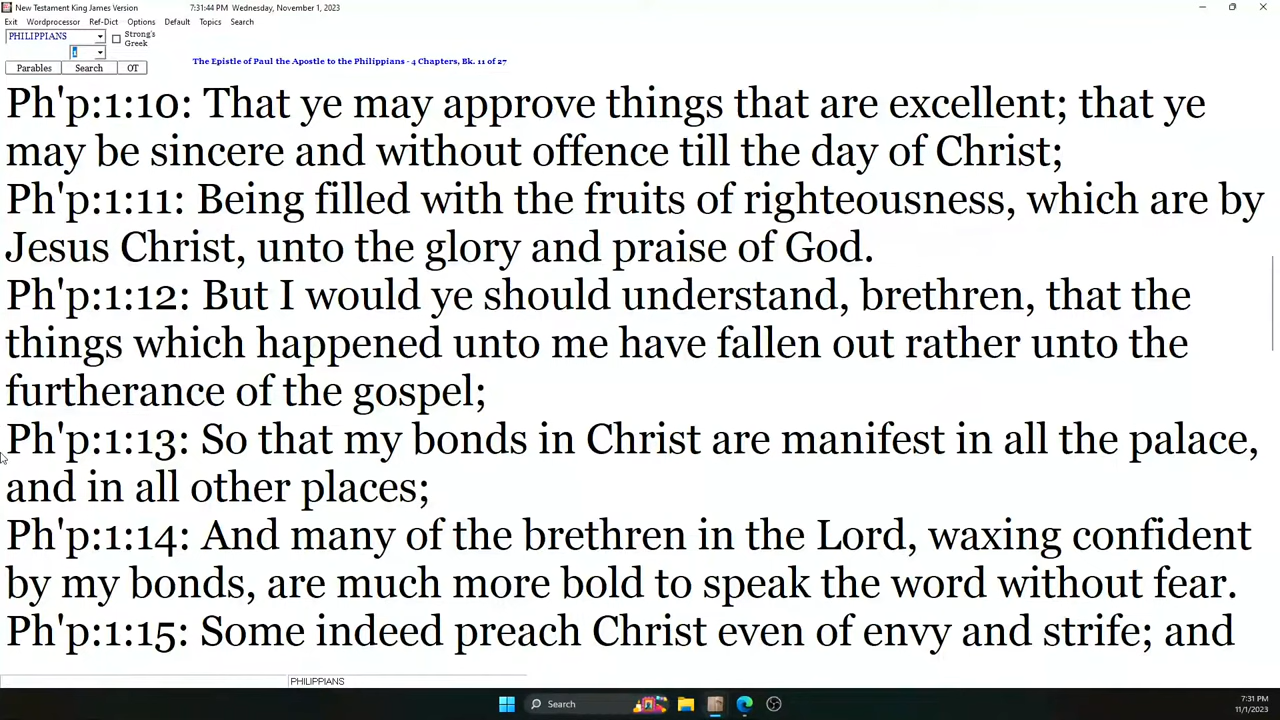 New Testament King James Version 7:31:44 PM Wednesday, November 1, 2023
Exit Wordprocessor Ref-Dict Options Default Topics Search
PHILIPPIANS Strong's Greek
1
Parables Search OT
The Epistle of Paul the Apostle to the Philippians - 4 Chapters, Bk. 11 of 27
Ph'p:1:10: That ye may approve things that are excellent; that ye
may be sincere and without offence till the day of Christ;
Ph'p:1:11: Being filled with the fruits of righteousness, which are by
Jesus Christ, unto the glory and praise of God.
Ph'p:1:12: But I would ye should understand, brethren, that the
things which happened unto me have fallen out rather unto the
furtherance of the gospel;
Ph'p:1:13: So that my bonds in Christ are manifest in all the palace,
and in all other places;
Ph'p:1:14: And many of the brethren in the Lord, waxing confident
by my bonds, are much more bold to speak the word without fear.
Ph'p:1:15: Some indeed preach Christ even of envy and strife; and
PHILIPPIANS
Search
7:31 PM
11/1/2023